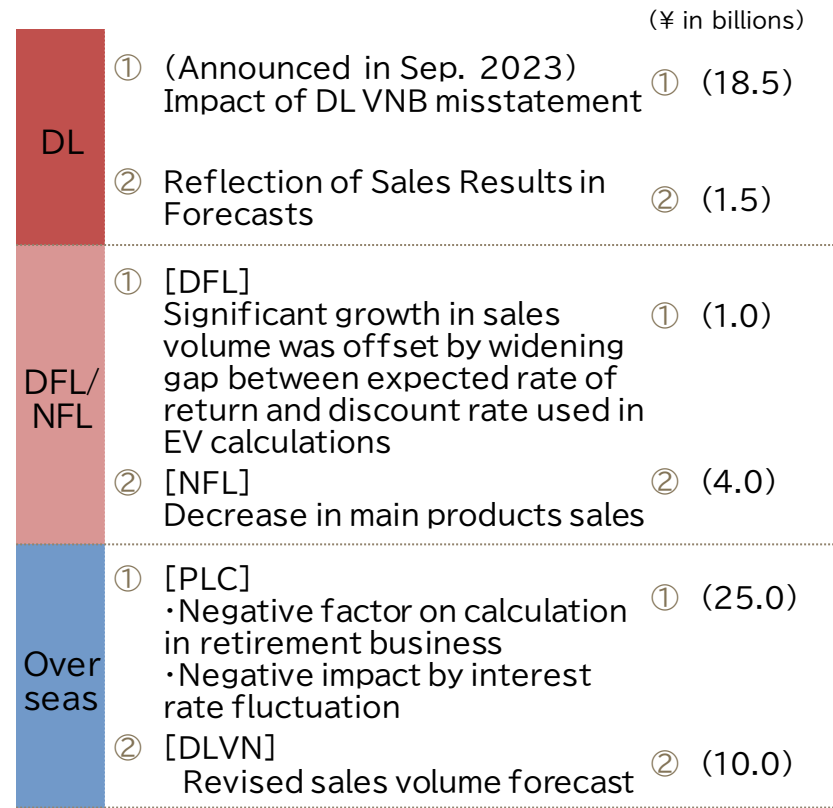 (¥ in billions)
DL
① (Announced in Sep. 2023)
Impact of DL VNB misstatement
① (18.5)
② Reflection of Sales Results in
Forecasts
② (1.5)
DFL/
NFL
① [DFL]
Significant growth in sales
volume was offset by widening
gap between expected rate of
return and discount rate used in
EV calculations
① (1.0)
② [NFL]
Decrease in main products sales
② (4.0)
Over
seas
① [PLC]
・Negative factor on calculation
in retirement business
・Negative impact by interest
rate fluctuation
① (25.0)
② [DLVN]
Revised sales volume forecast
② (10.0)